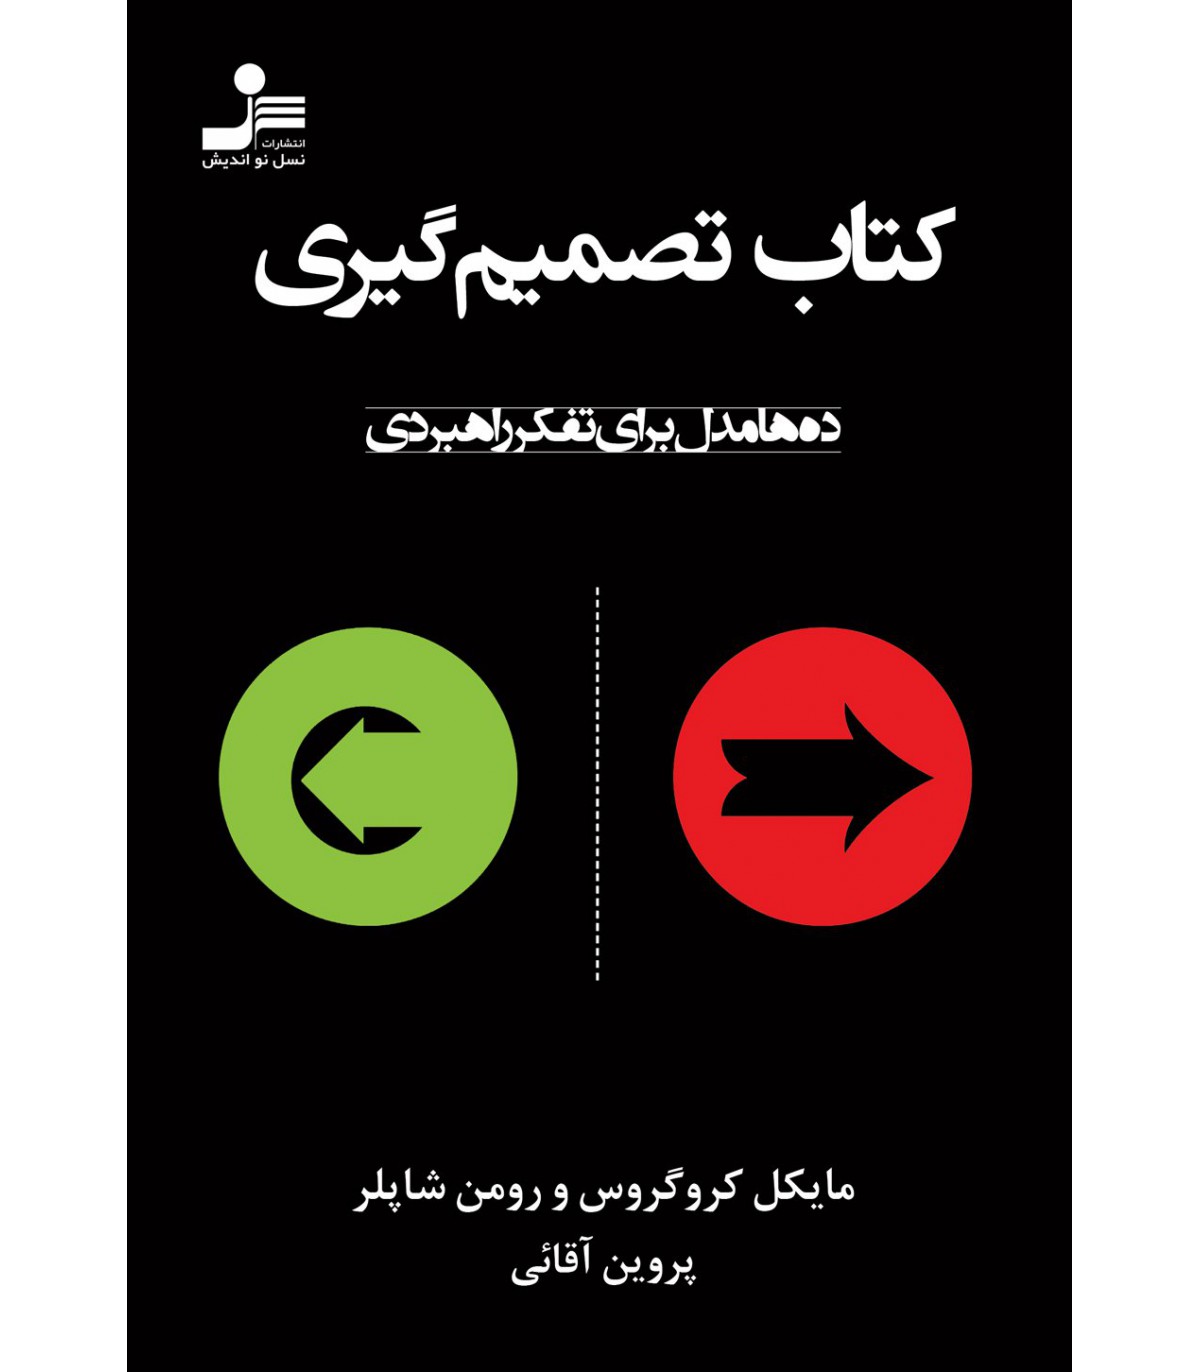 انتشارات
نسل نو اندیش
کتاب تصمیم‌گیری
ده‌ها مدل برای تفکر راهبردی
مایکل کروگروس و رومن شاپلر
پروین آقائی